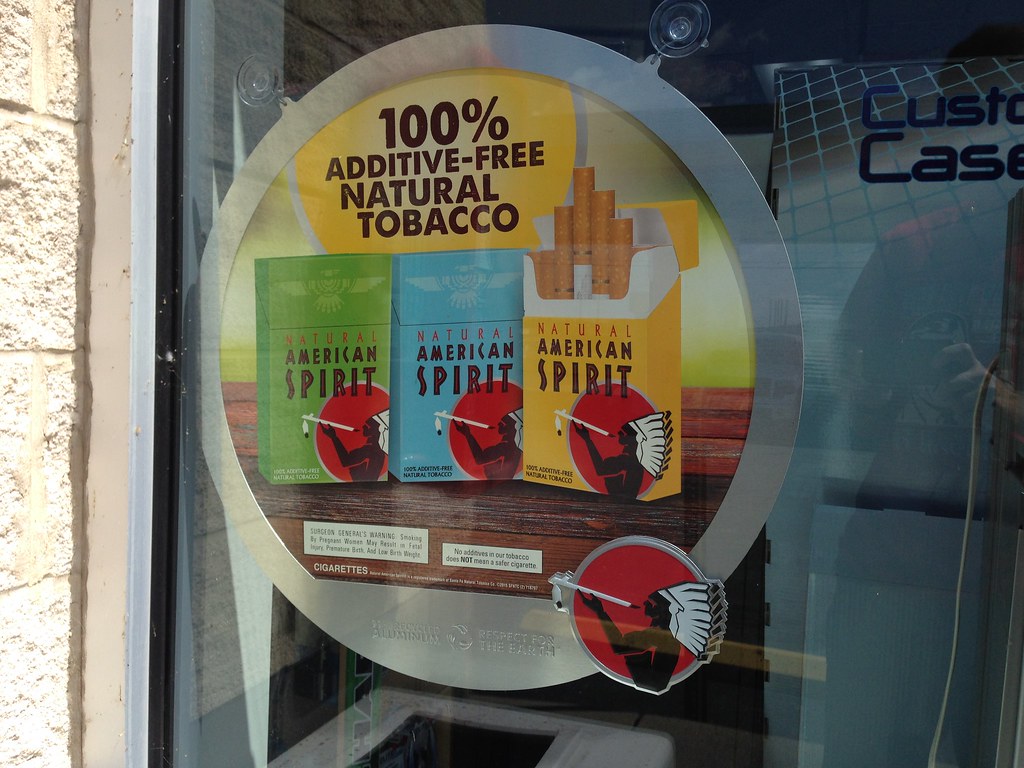 100%
ADDITIVE-FREE
NATURAL
TOBACCO
Custo
Case
NATURAL
AMERICAN
SPIRIT
100% ADDITIVE-FREE
NATURAL TOBACCO
NATURAL
AMERICAN
SPIRIT
100% ADDITIVE-FREE
NATURAL TOBACCO
NATURAL
AMERICAN
SPIRIT
100% ADDITIVE-FREE
NATURAL TOBACCO
SURGEON GENERAL'S WARNING: Smoking
By Pregnant Women May Result in Fetal
Injury, Premature Birth, And Low Birth Weight.
No additives in our tobacco
does NOT mean a safer cigarette.
CIGARETTES
ALUMINUM
RESPECT FOR
THE EARTH